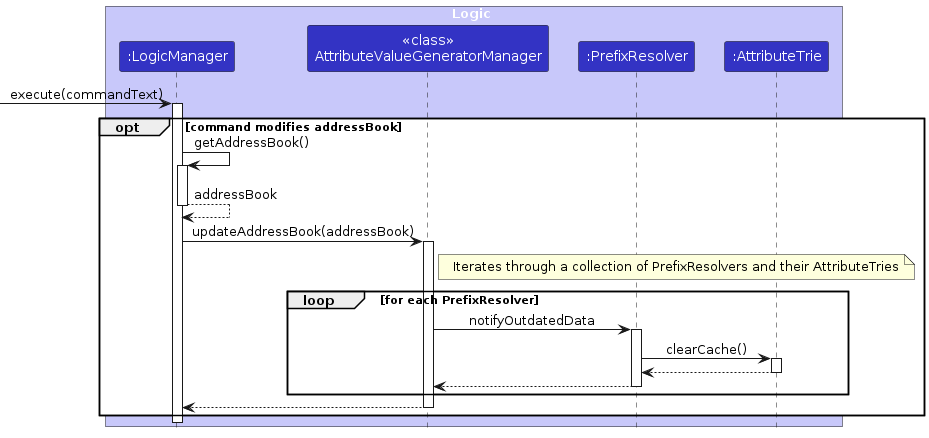 Logic
:LogicManager
«class»
AttributeValueGeneratorManager
:PrefixResolver
:AttributeTrie
execute(commandText)
opt
[command modifies addressBook]
getAddressBook()
addressBook
updateAddressBook(addressBook)
Iterates through a collection of PrefixResolvers and their AttributeTries
loop
[for each PrefixResolver]
notifyOutdatedData
clearCache()